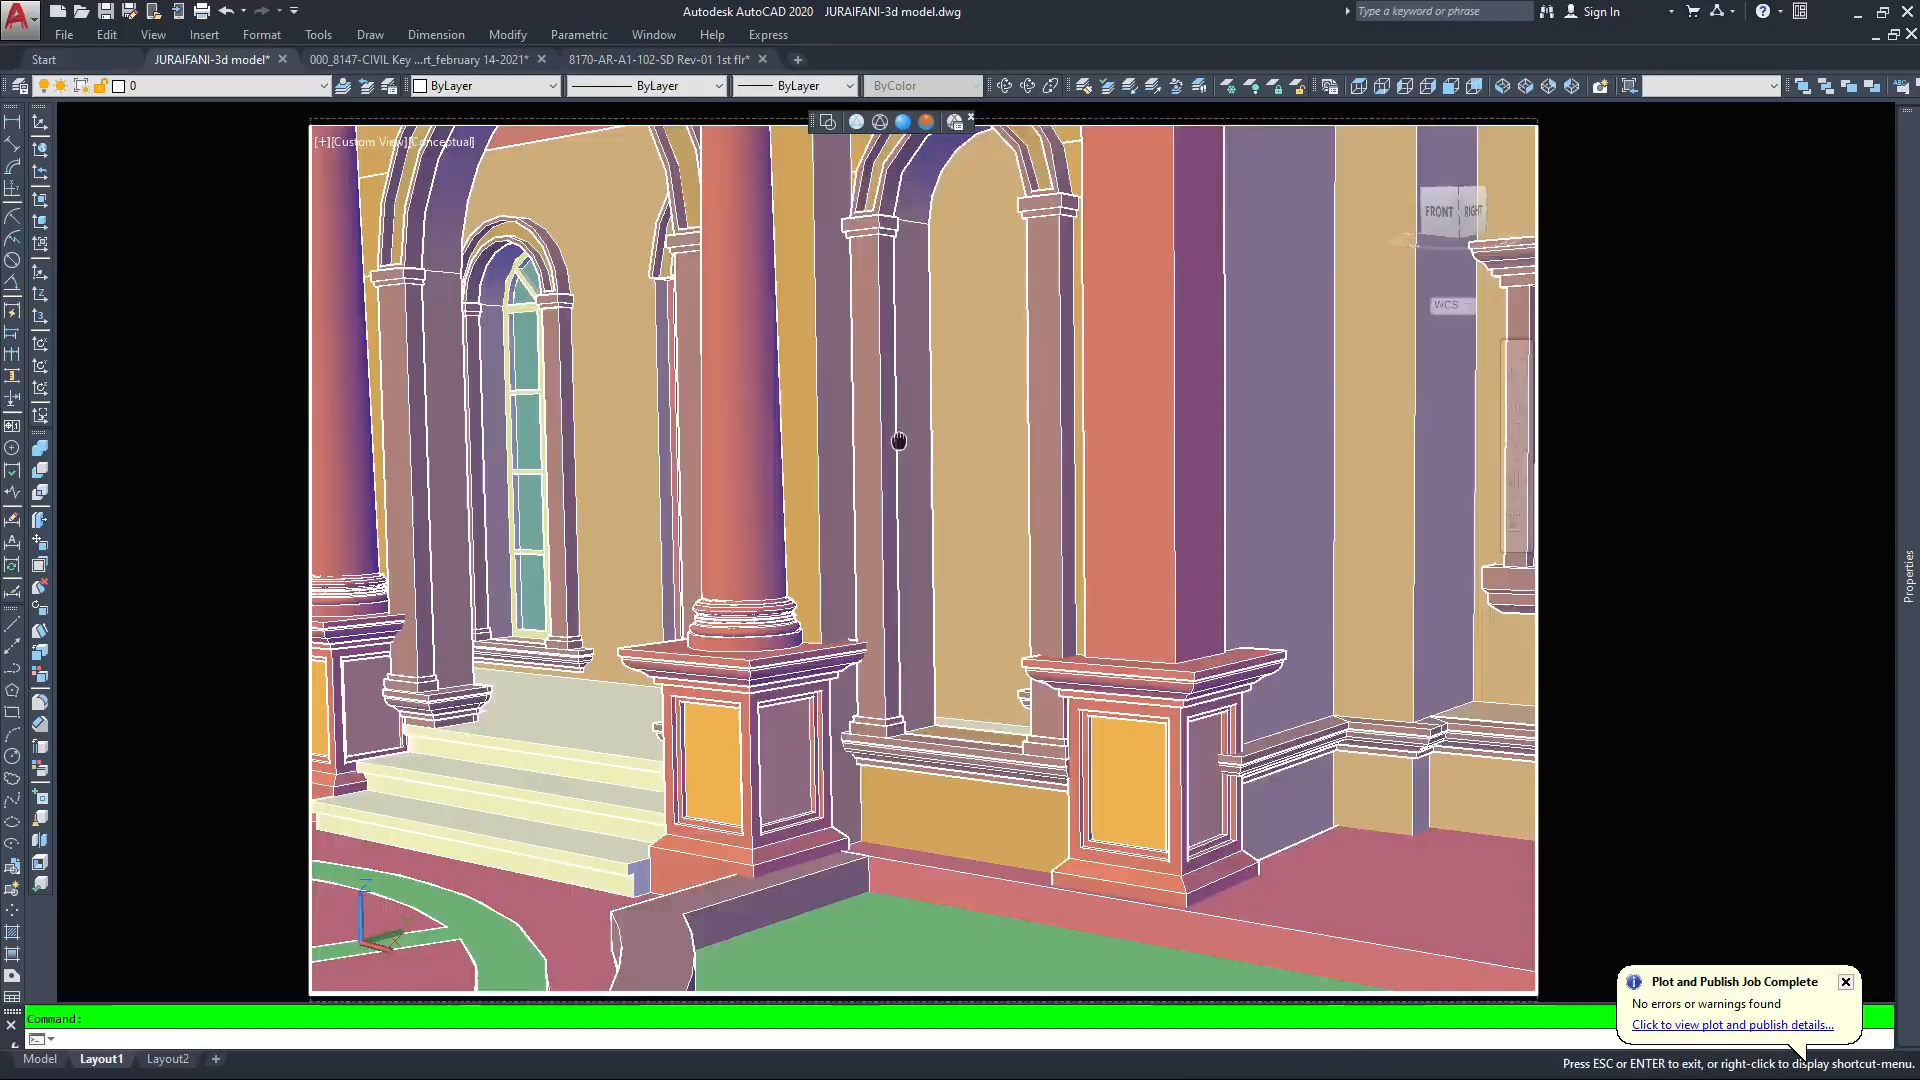 Autodesk AutoCAD 2020 JURAIFANI-3d model.dwg
Type a keyword or phrase
Sign In
File Edit View Insert Format Tools Draw Dimension Modify Parametric Window Help Express
Start
JURAIFANI-3d model*
000_8147-CIVIL Key ...rt_february 14-2021*
8170-AR-A1-102-SD Rev-01 1st flr*
0
ByLayer
ByLayer
ByLayer
ByColor
[+][Custom View][Conceptual]
FRONT RIGHT
WCS
Properties
Z
X
Plot and Publish Job Complete
No errors or warnings found
Click to view plot and publish details...
Command:
Model Layout1 Layout2 +
Press ESC or ENTER to exit, or right-click to display shortcut-menu.